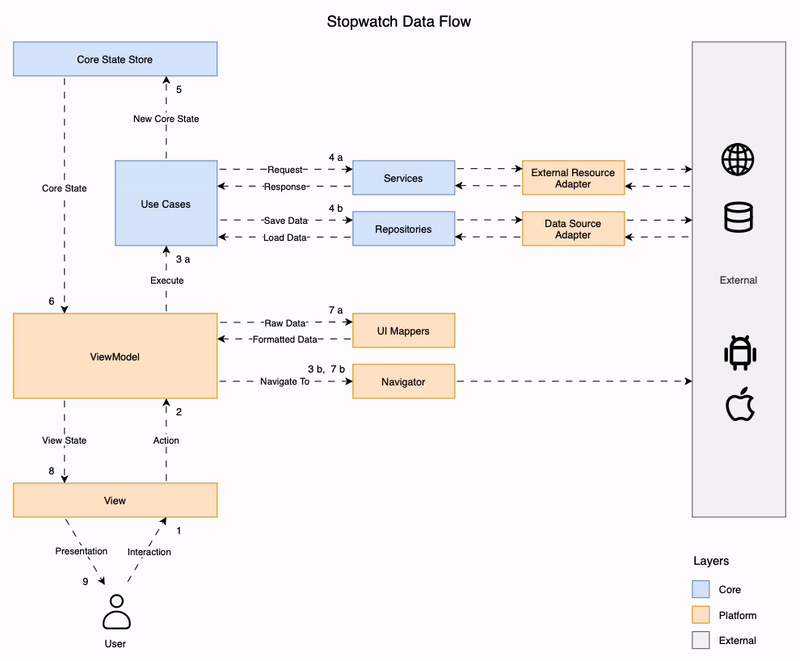 Stopwatch Data Flow
Core State Store
5
New Core State
4 a
Request
Response
Services
External Resource
Adapter
Core State
Use Cases
4 b
Save Data
Load Data
Repositories
Data Source
Adapter
3 a
Execute
External
6
7 a
Raw Data
Formatted Data
UI Mappers
ViewModel
3 b, 7 b
Navigate To
Navigator
2
View State
Action
8
View
1
Presentation
Interaction
9
User
Layers
Core
Platform
External